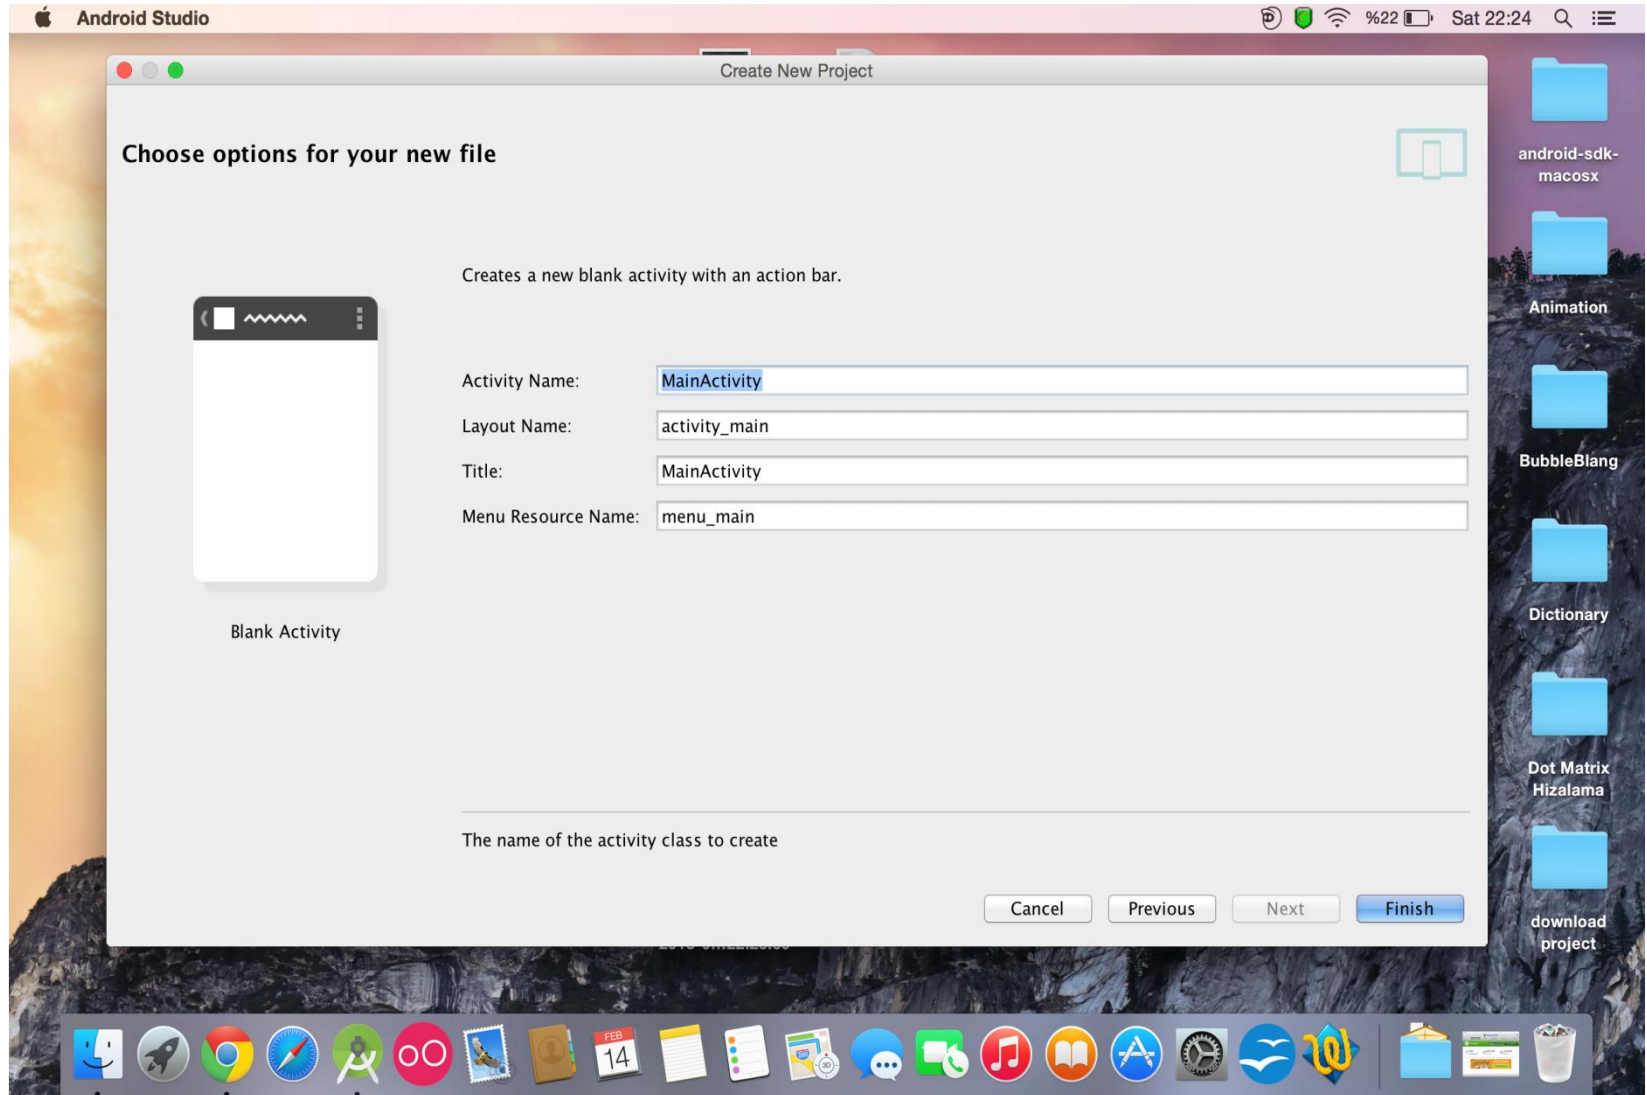 Android Studio
%22
Sat 22:24
Create New Project
Choose options for your new file
Creates a new blank activity with an action bar.
Activity Name:
MainActivity
Layout Name:
activity_main
Title:
MainActivity
Menu Resource Name:
menu_main
Blank Activity
The name of the activity class to create
Cancel
Previous
Next
Finish
android-sdk-
macosx
Animation
BubbleBlang
Dictionary
Dot Matrix
Hizalama
download
project
FEB
14
3D